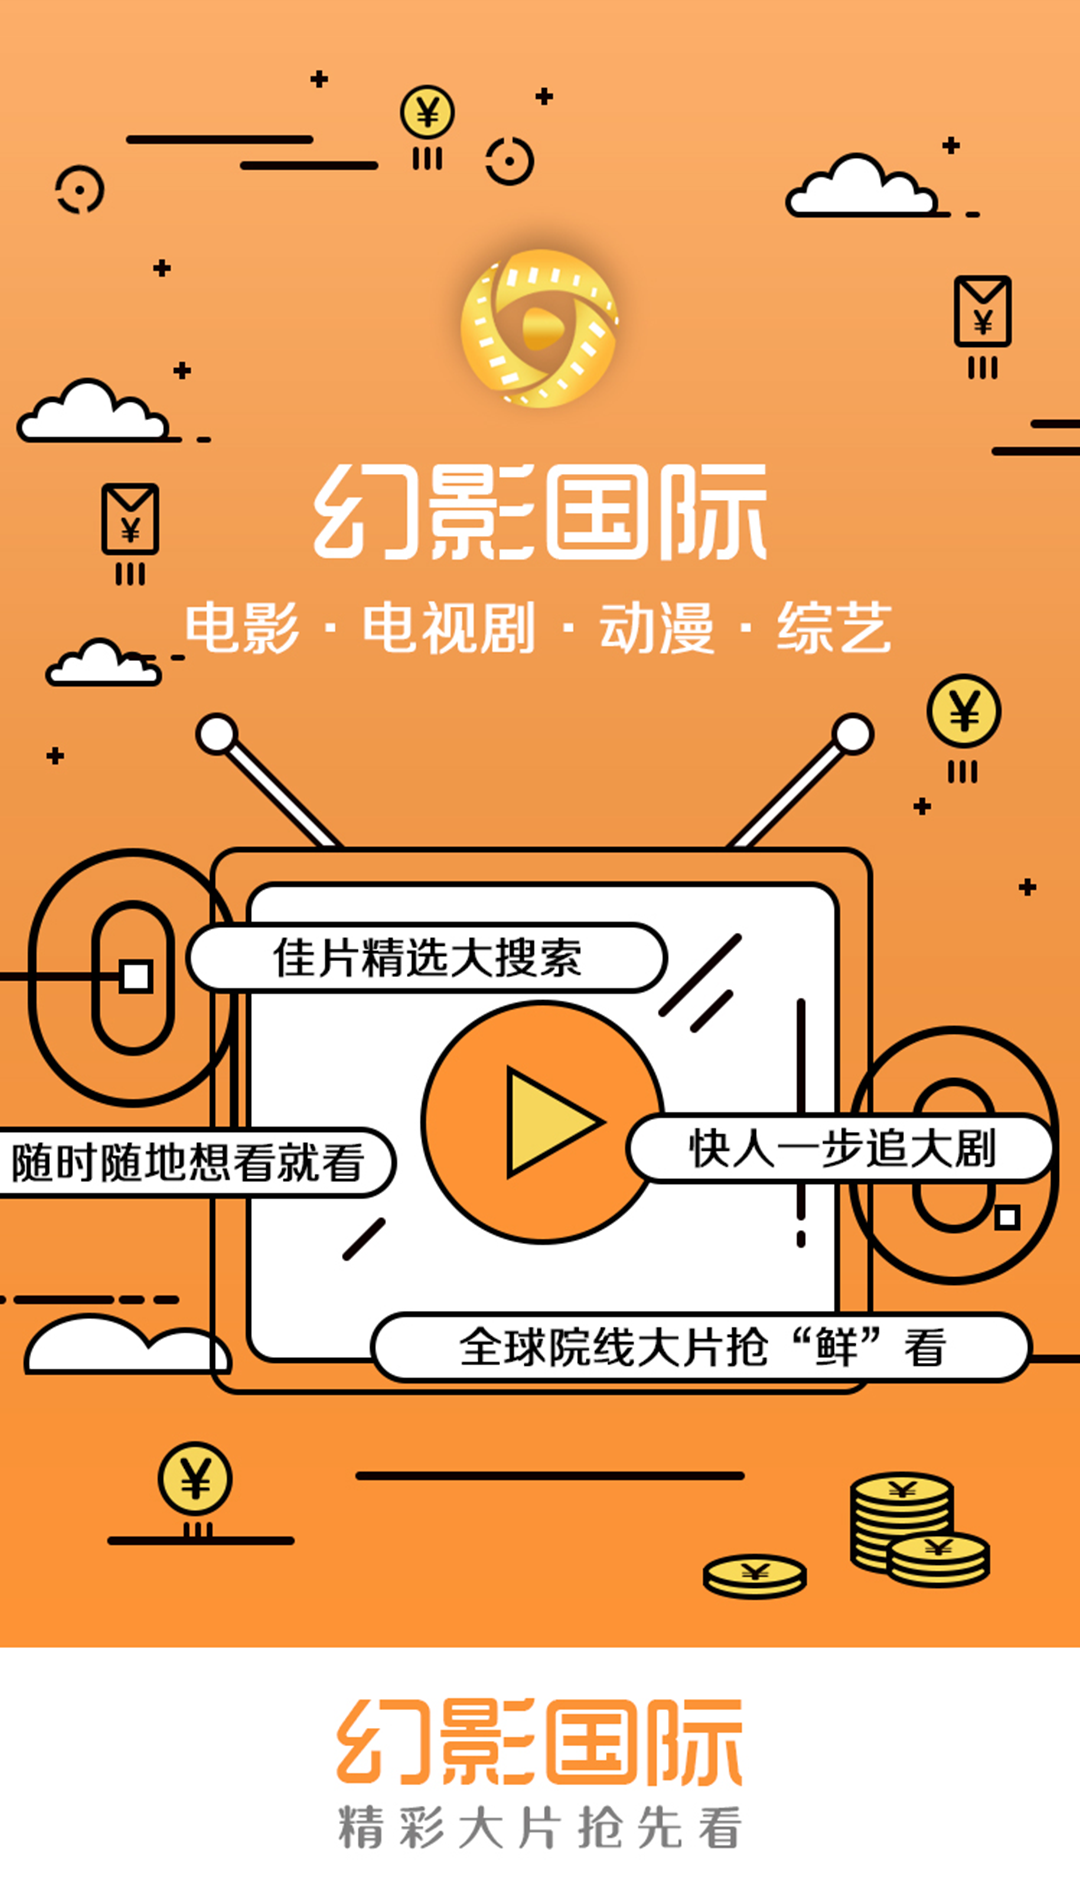 幻影国际
电影·电视剧·动漫·综艺
佳片精选大搜索
随时随地想看就看
快人一步追大剧
全球院线大片抢“鲜”看
幻影国际
精彩大片抢先看